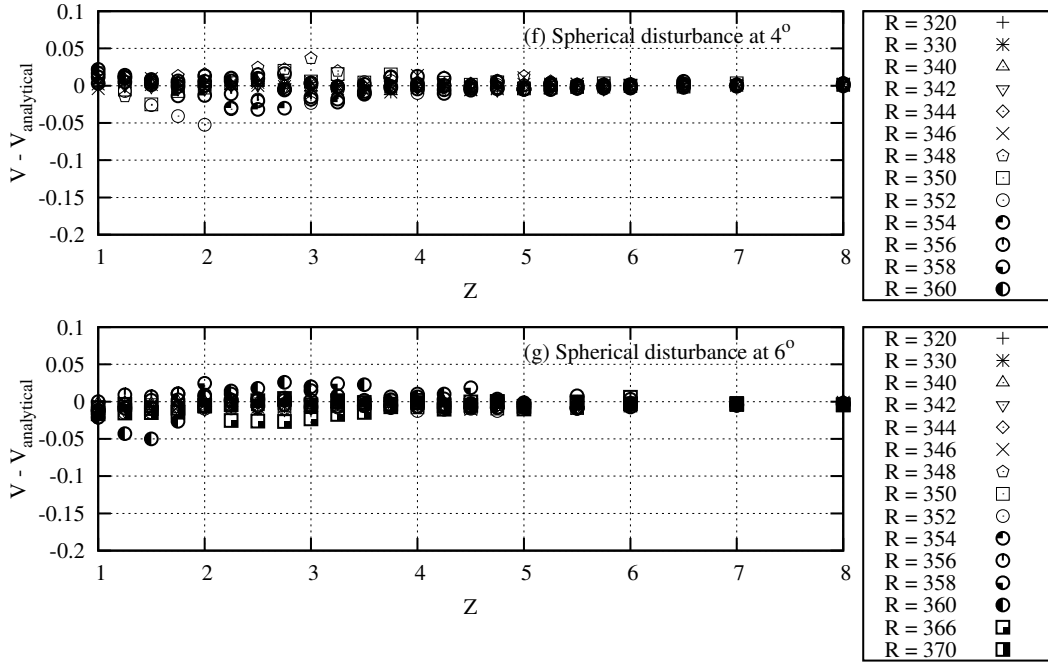 0.1
0.05
0
-0.05
-0.1
-0.15
-0.2
V - Vanalytical
(f) Spherical disturbance at 4o
1 2 3 4 5 6 7 8
Z
R = 320
R = 330
R = 340
R = 342
R = 344
R = 346
R = 348
R = 350
R = 352
R = 354
R = 356
R = 358
R = 360
0.1
0.05
0
-0.05
-0.1
-0.15
-0.2
V - Vanalytical
(g) Spherical disturbance at 6o
1 2 3 4 5 6 7 8
Z
R = 320
R = 330
R = 340
R = 342
R = 344
R = 346
R = 348
R = 350
R = 352
R = 354
R = 356
R = 358
R = 360
R = 366
R = 370